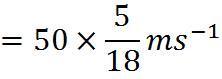 = 50 × 5/18 ms⁻¹